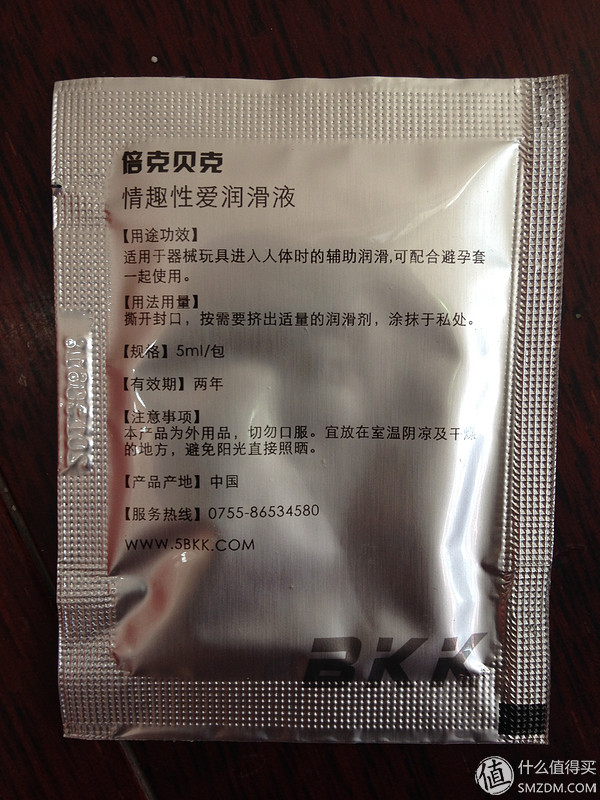 倍克贝克
情趣性爱润滑液
【用途功效】
适用于器械玩具进入人体时的辅助润滑,可配合避孕套
一起使用。
【用法用量】
撕开封口，按需要挤出适量的润滑剂，涂抹于私处。
【规格】5ml/包
【有效期】两年
【注意事项】
本产品为外用品，切勿口服。宜放在室温阴凉及干燥
的地方，避免阳光直接照晒。
【产品产地】中国
【服务热线】0755-86534580
WWW.5BKK.COM
BKK
值 什么值得买
SMZDM.COM